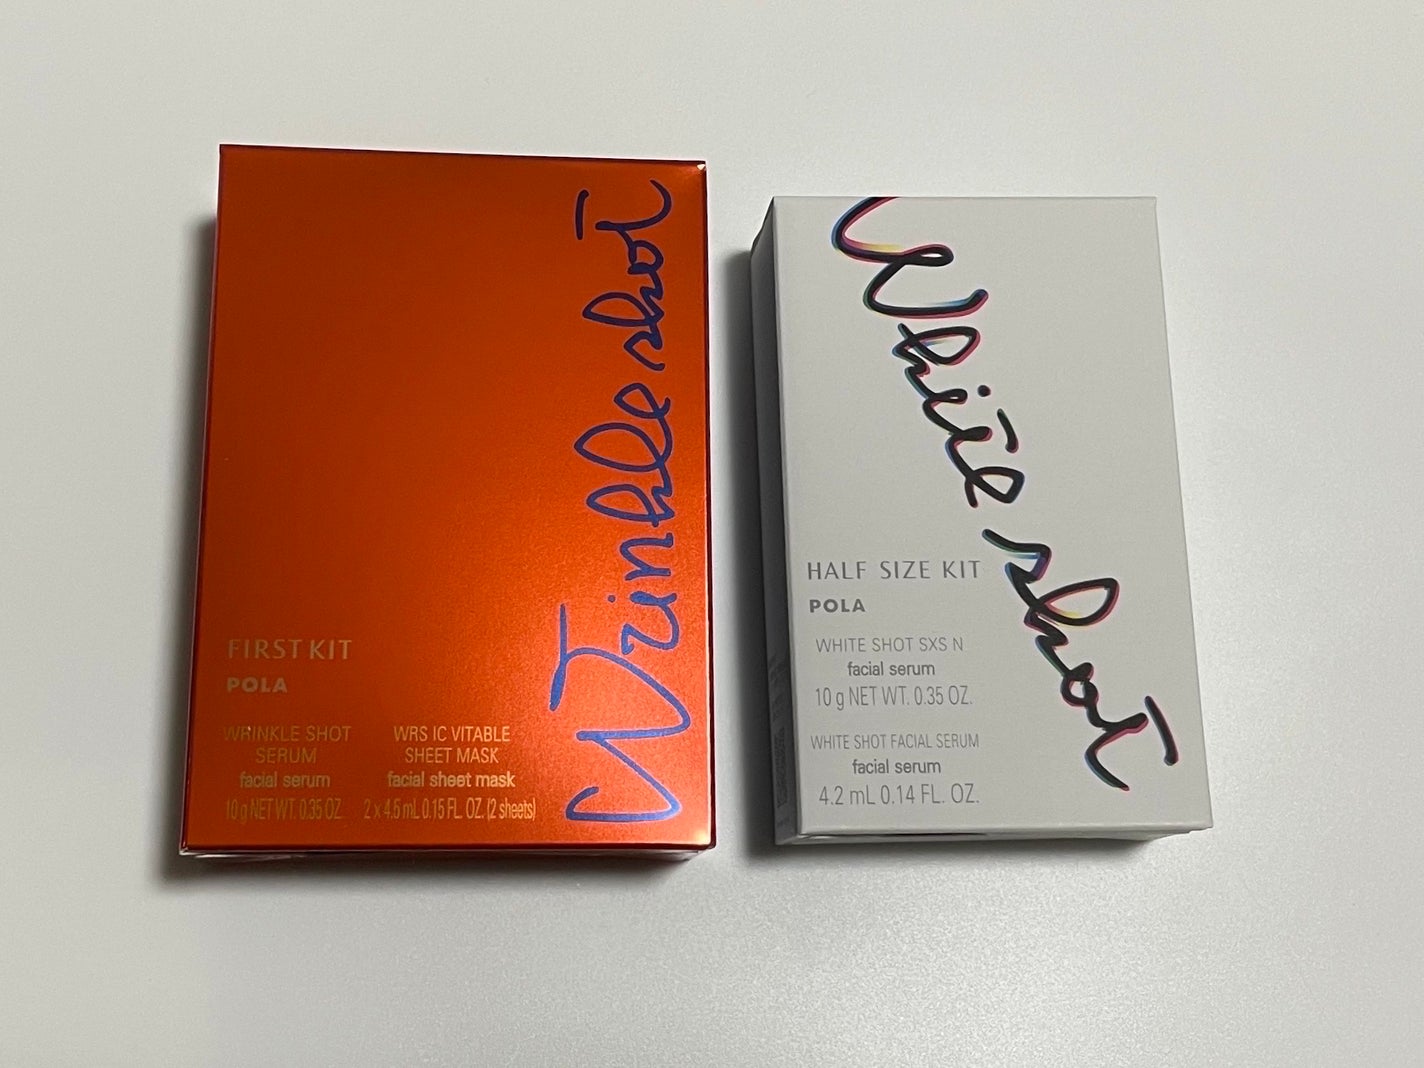 Wrinkle shot
FIRST KIT
POLA
WRINKLE SHOT
SERUM
facial serum
10 g NET WT. 0.35 OZ.
WRS IC VITABLE
SHEET MASK
facial sheet mask
2 x 4.5 mL 0.15 FL. OZ. (2 sheets)
White shot
HALF SIZE KIT
POLA
WHITE SHOT SXS N
facial serum
10 g NET WT. 0.35 OZ.
WHITE SHOT FACIAL SERUM
facial serum
4.2 mL 0.14 FL. OZ.